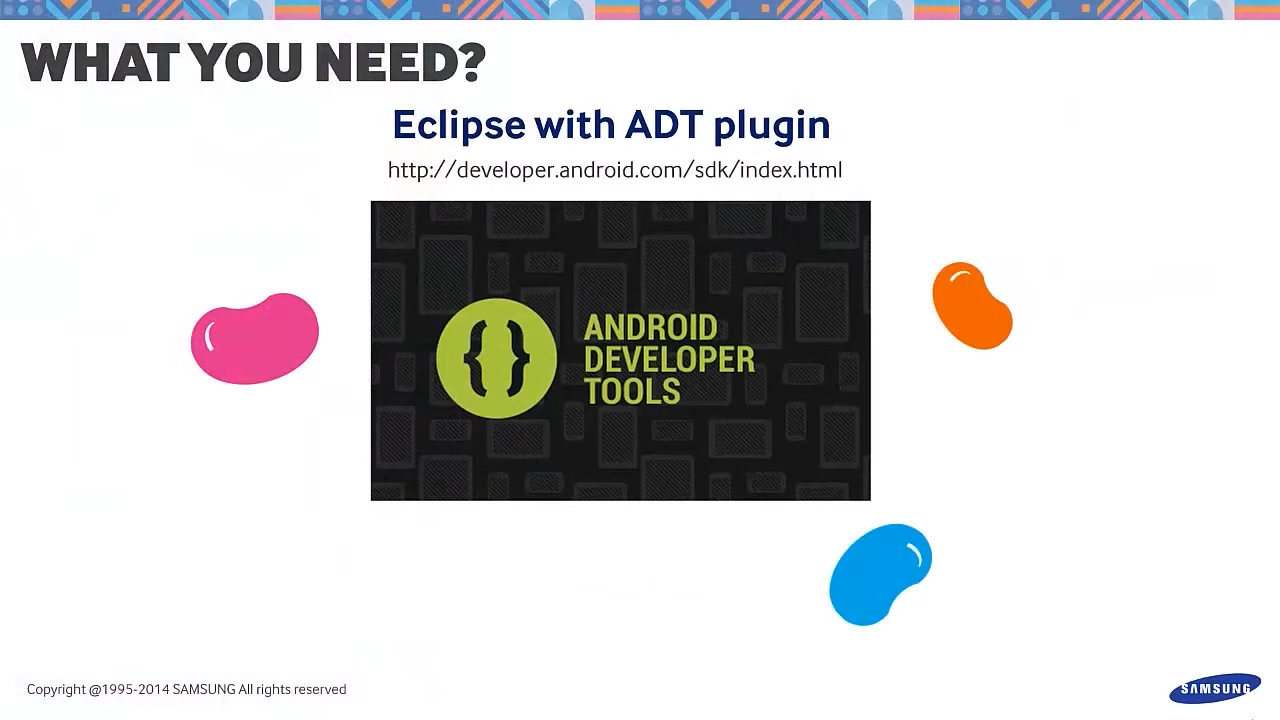 WHAT YOU NEED?
Eclipse with ADT plugin
http://developer.android.com/sdk/index.html
{ }
ANDROID
DEVELOPER
TOOLS
Copyright @1995-2014 SAMSUNG All rights reserved
SAMSUNG